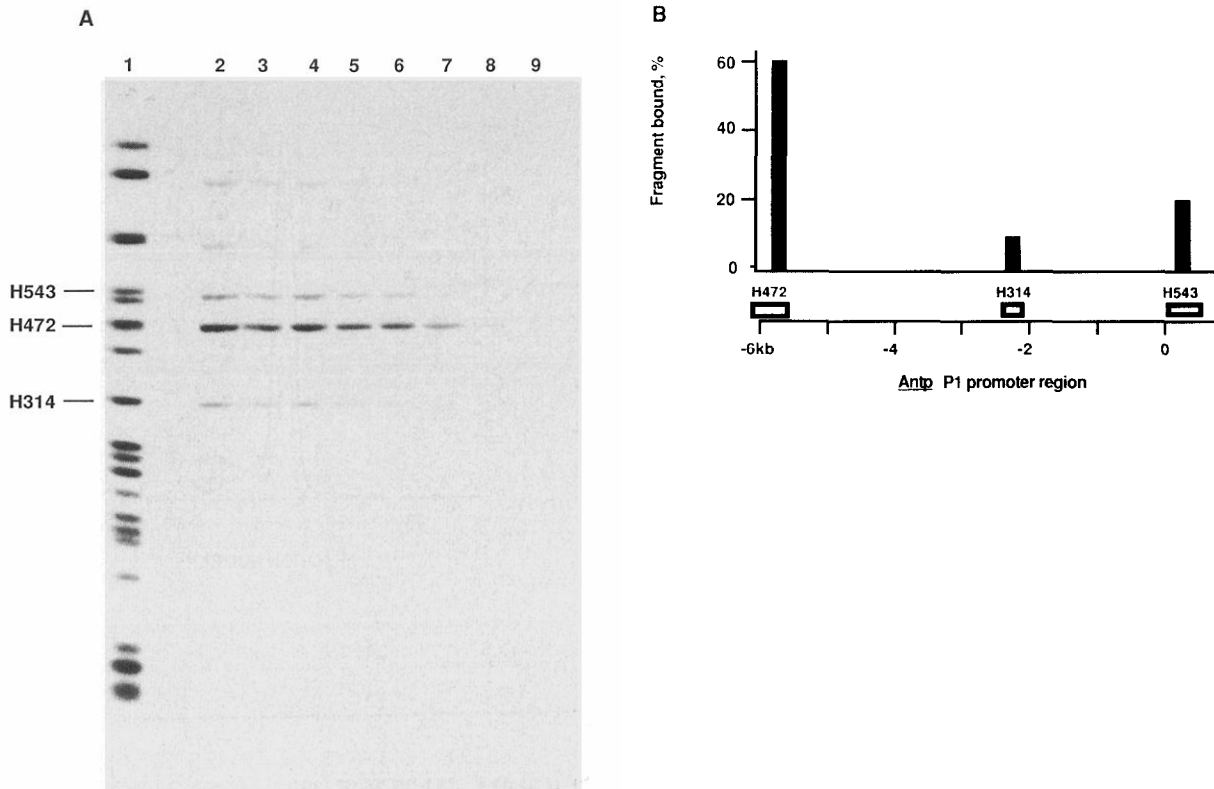 A
1 2 3 4 5 6 7 8 9
H543
H472
H314
B
Fragment bound, %
60
40
20
0
H472 H314 H543
-6kb -4 -2 0
Antp P1 promoter region